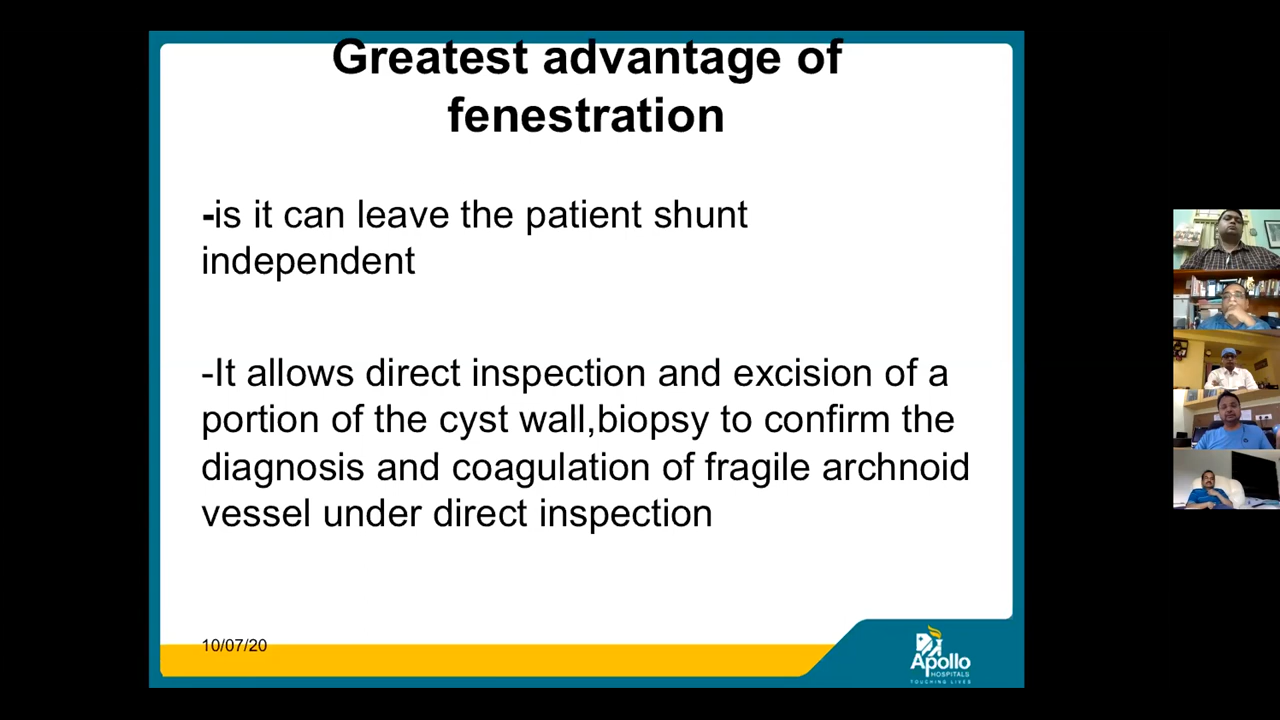 Greatest advantage of
fenestration
-is it can leave the patient shunt
independent
-It allows direct inspection and excision of a
portion of the cyst wall,biopsy to confirm the
diagnosis and coagulation of fragile archnoid
vessel under direct inspection
10/07/20
Apollo
HOSPITALS
TOUCHING LIVES